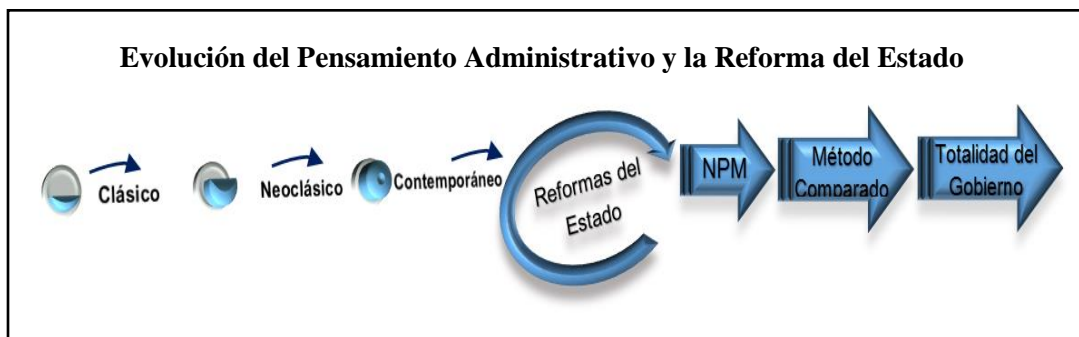 Evolución del Pensamiento Administrativo y la Reforma del Estado
Clásico
Neoclásico
Contemporáneo
Reformas del
Estado
NPM
Método
Comparado
Totalidad del
Gobierno